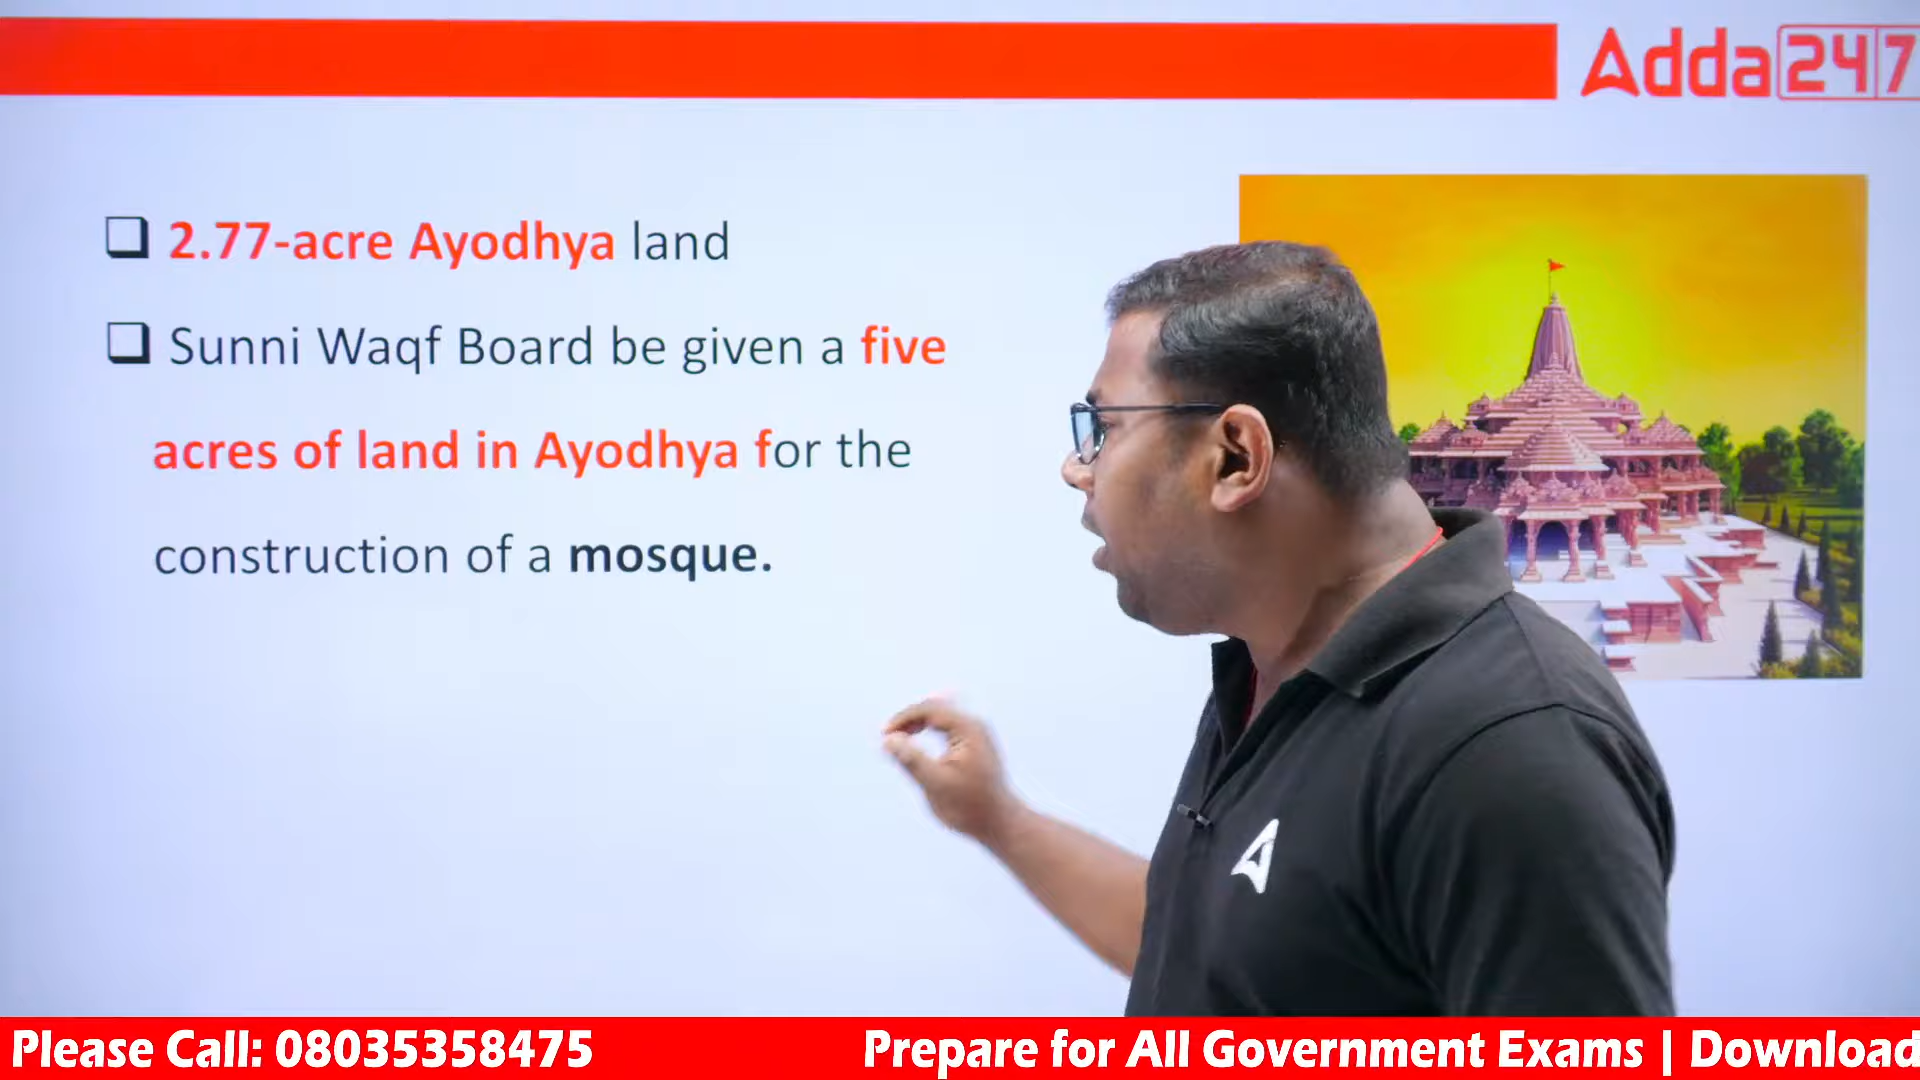 Adda247
2.77-acre Ayodhya land
Sunni Waqf Board be given a five
acres of land in Ayodhya for the
construction of a mosque.
Please Call: 08035358475
Prepare for All Government Exams | Download